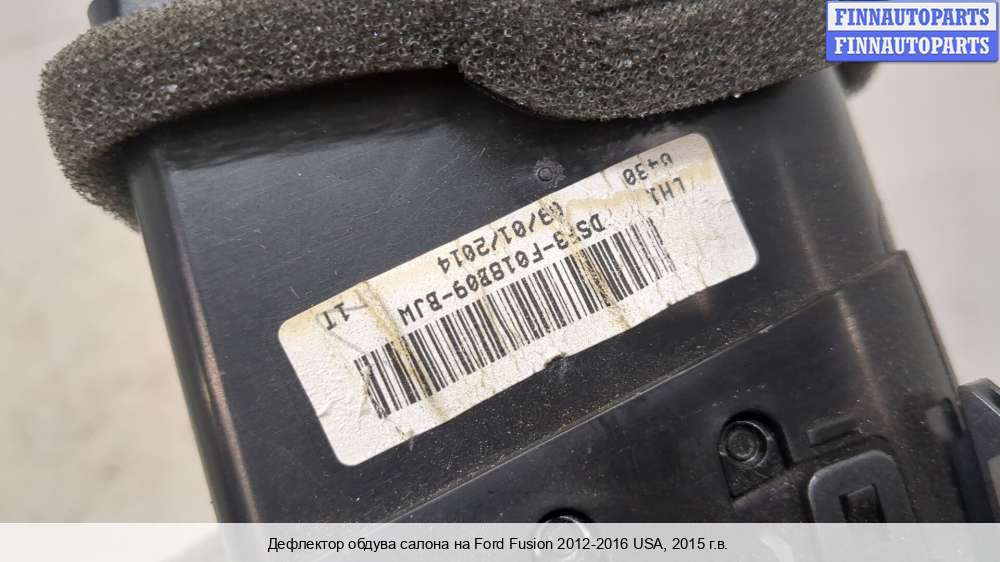 FINNAUTOPARTS
FINNAUTOPARTS
1T
09/01/2014
0430
DS73-F018B09-BJW
LH1
Дефлектор обдува салона на Ford Fusion 2012-2016 USA, 2015 г.в.